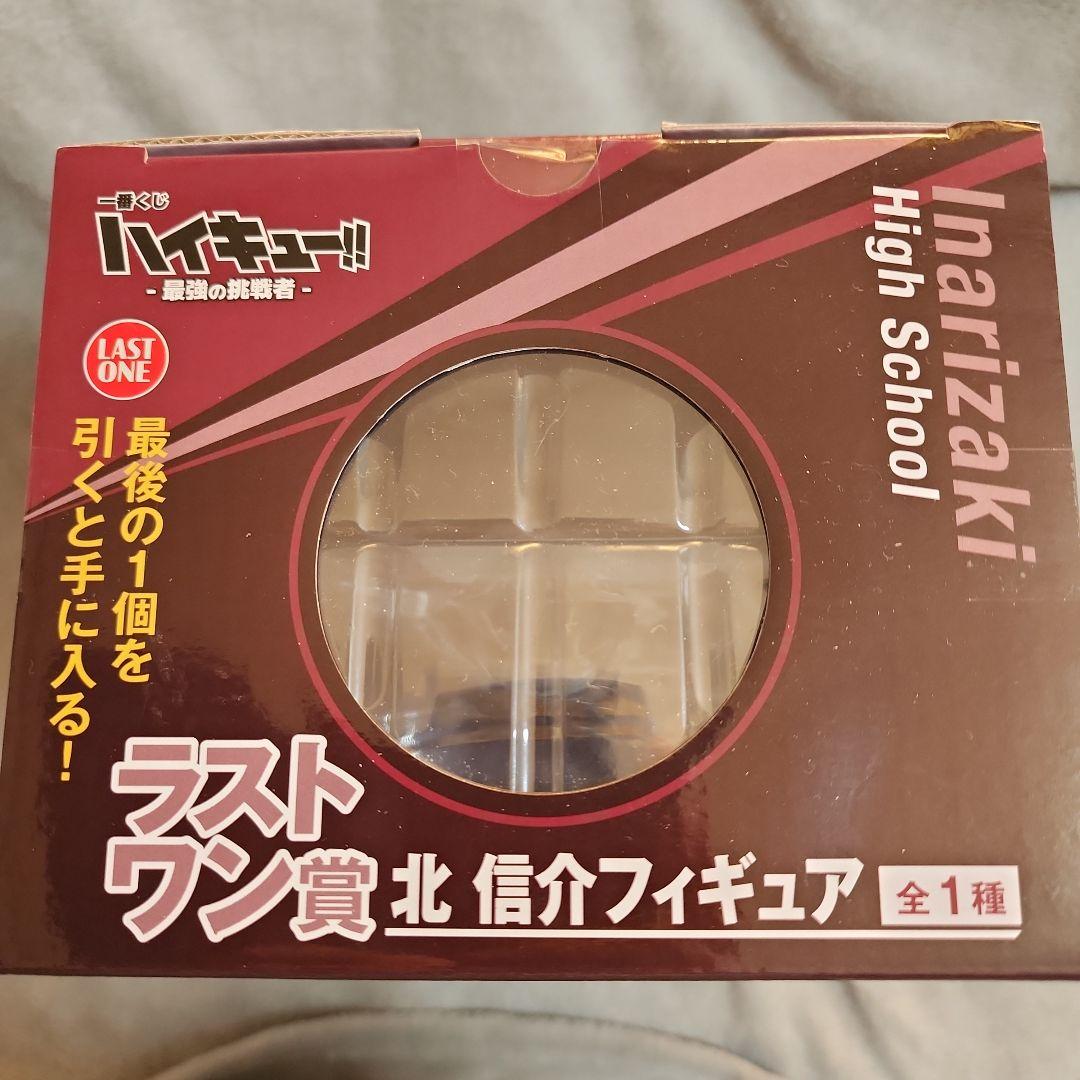 一番くじ
ハイキュー!!
- 最強の挑戦者 -
LAST
ONE
最後の1個を
引くと手に入る!
Inarizaki
High School
ラスト
ワン賞
北 信介フィギュア
全1種